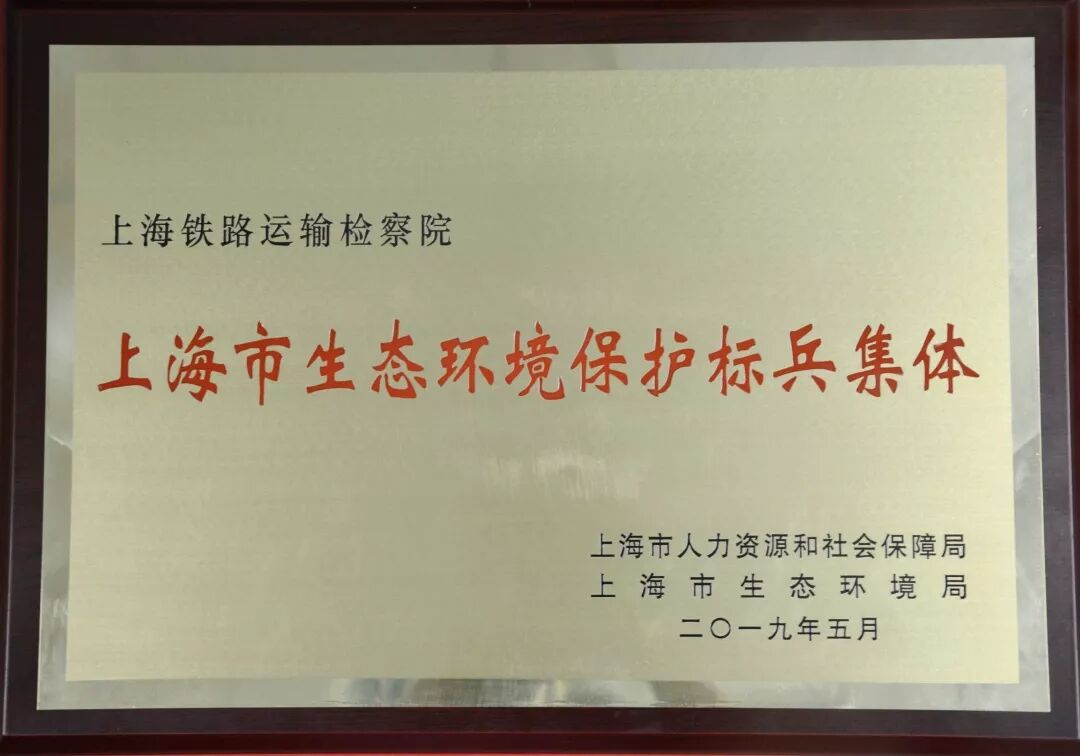 上海铁路运输检察院
上海市生态环境保护标兵集体
上海市人力资源和社会保障局
上海市生态环境局
二〇一九年五月